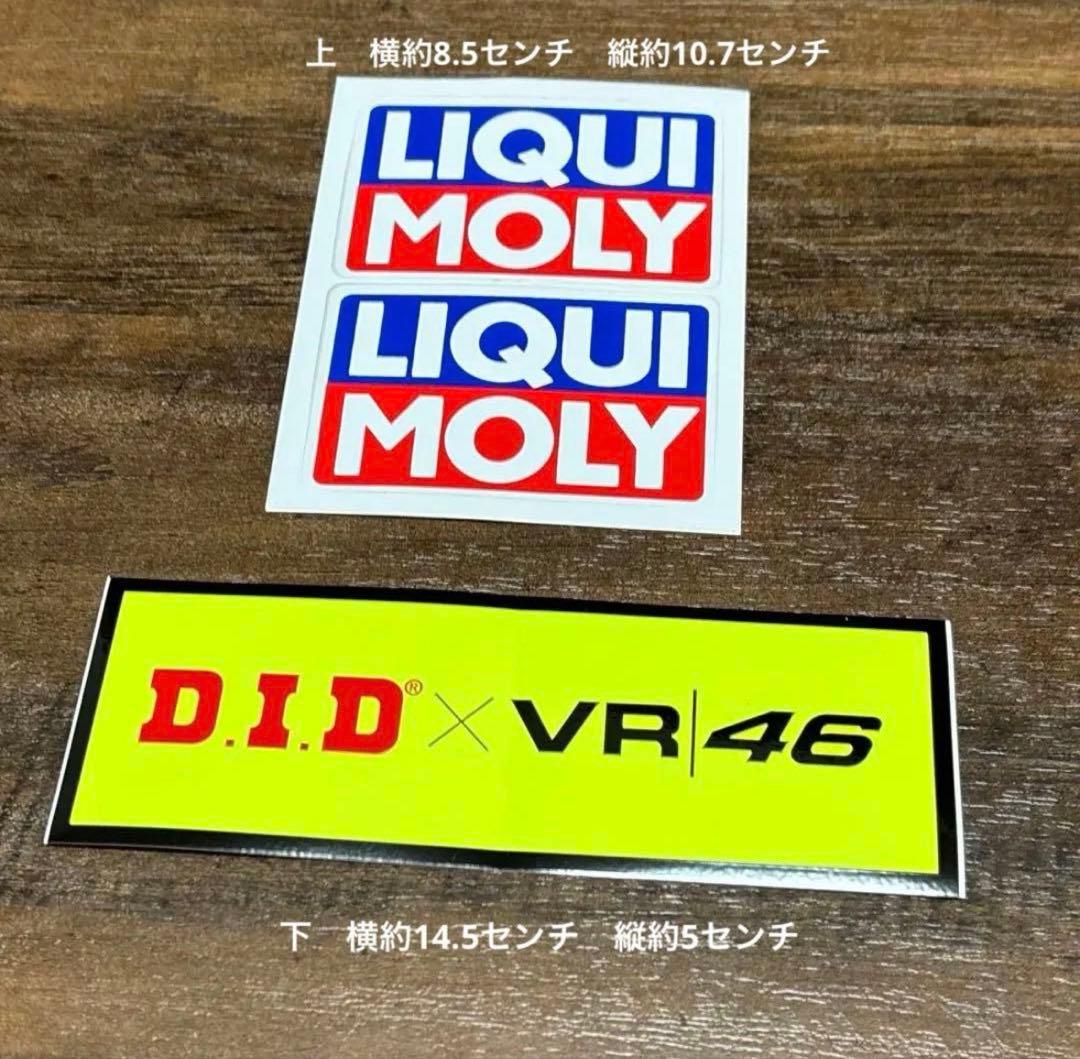 上　横約8.5センチ　縦約10.7センチ
LIQUI
MOLY
LIQUI
MOLY
D.I.D® × VR|46
下　横約14.5センチ　縦約5センチ